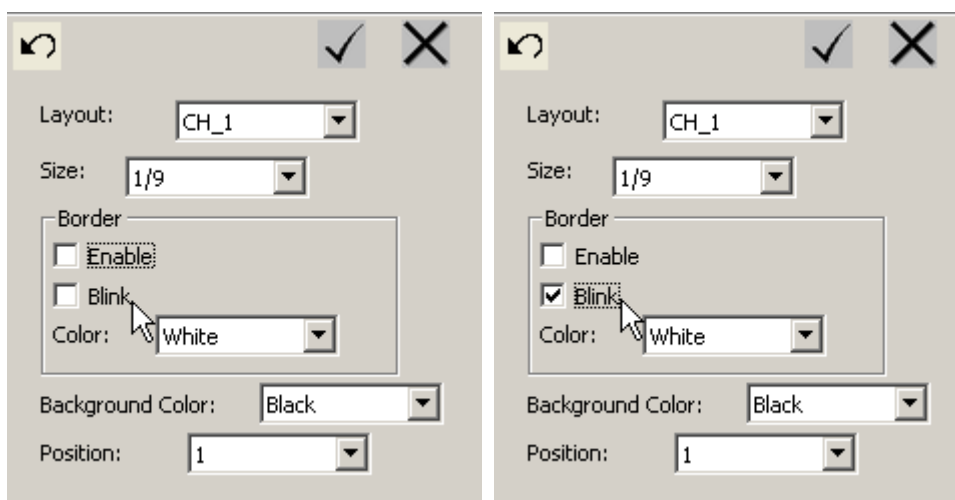 Layout: CH_1
Size: 1/9
Border
Enable
Blink
Color: White
Background Color: Black
Position: 1
Layout: CH_1
Size: 1/9
Border
Enable
Blink
Color: White
Background Color: Black
Position: 1